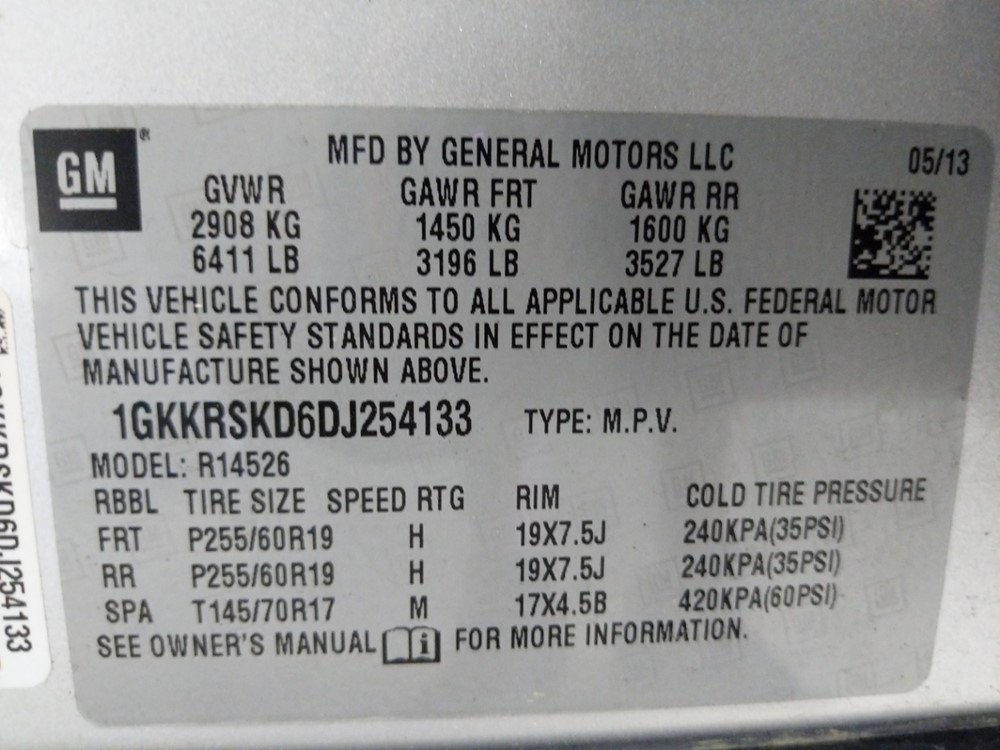 GM ®
MFD BY GENERAL MOTORS LLC 05/13
GVWR GAWR FRT GAWR RR
2908 KG 1450 KG 1600 KG
6411 LB 3196 LB 3527 LB
THIS VEHICLE CONFORMS TO ALL APPLICABLE U.S. FEDERAL MOTOR
VEHICLE SAFETY STANDARDS IN EFFECT ON THE DATE OF
MANUFACTURE SHOWN ABOVE.
1GKKRSKD6DJ254133 TYPE: M.P.V.
MODEL: R14526
RBBL TIRE SIZE SPEED RTG RIM COLD TIRE PRESSURE
FRT P255/60R19 H 19X7.5J 240KPA(35PSI)
RR P255/60R19 H 19X7.5J 240KPA(35PSI)
SPA T145/70R17 M 17X4.5B 420KPA(60PSI)
SEE OWNER'S MANUAL i FOR MORE INFORMATION.